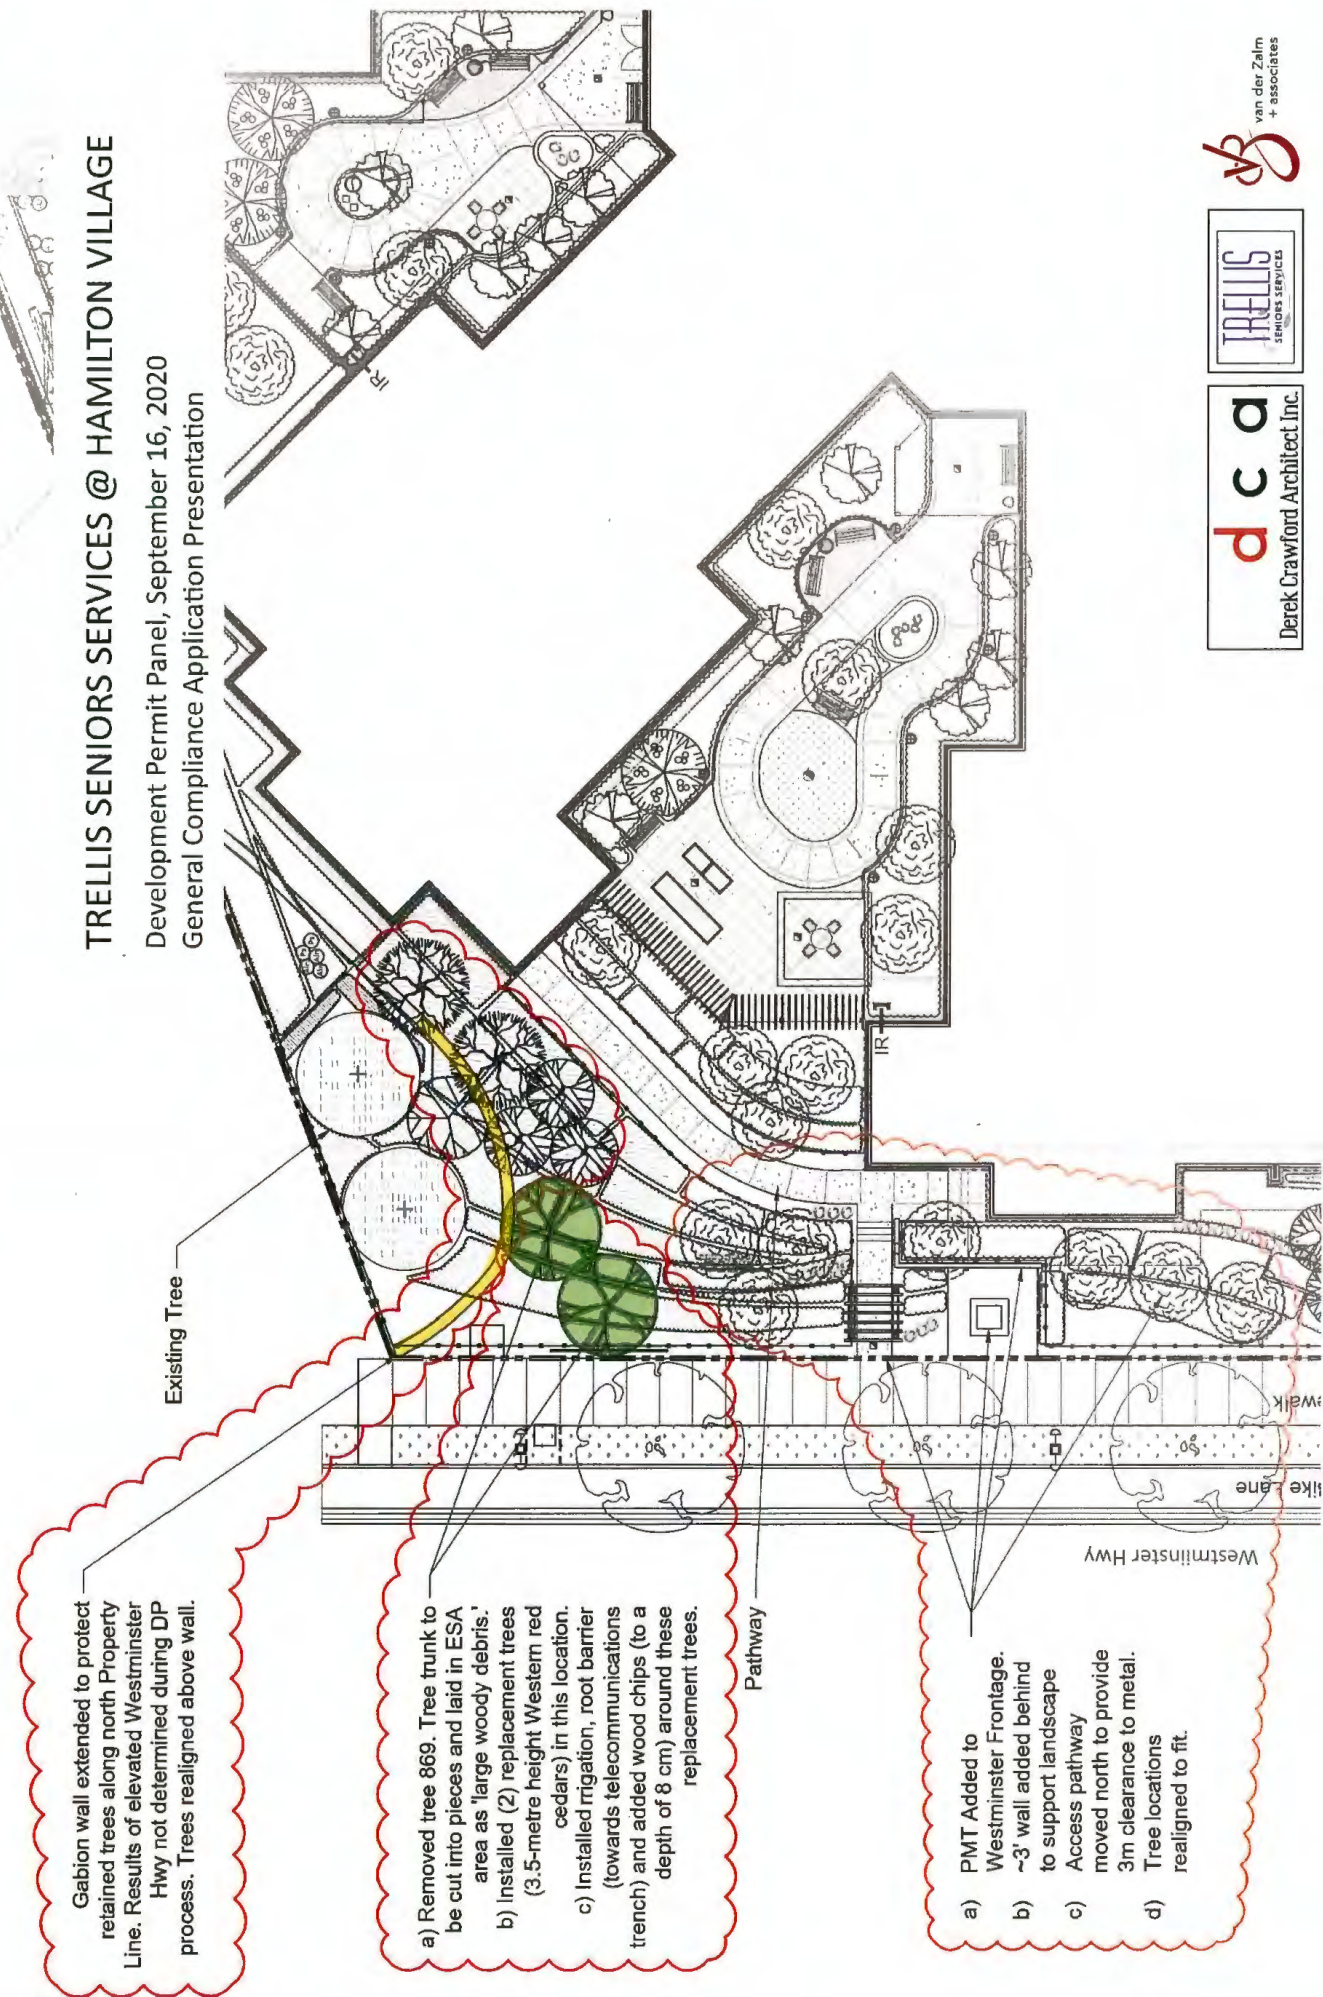 TRELLIS SENIORS SERVICES @ HAMILTON VILLAGE
Development Permit Panel, September 16, 2020
General Compliance Application Presentation
Existing Tree
Gabion wall extended to protect
retained trees along north Property
Line. Results of elevated Westminster
Hwy not determined during DP
process. Trees realigned above wall.
a) Removed tree 869. Tree trunk to
be cut into pieces and laid in ESA
area as 'large woody debris.'
b) Installed (2) replacement trees
(3.5-metre height Western red
cedars) in this location.
c) Installed irrigation, root barrier
(towards telecommunications
trench) and added wood chips (to a
depth of 8 cm) around these
replacement trees.
Pathway
a) PMT Added to
Westminster Frontage.
b) ~3' wall added behind
to support landscape
c) Access pathway
moved north to provide
3m clearance to metal.
d) Tree locations
realigned to fit.
IR
IR
ewalk
Bike Lane
Westmiinster Hwy
d c a
Derek Crawford Architect Inc.
TRELLIS
SENIORS SERVICES
van der Zalm
+ associates